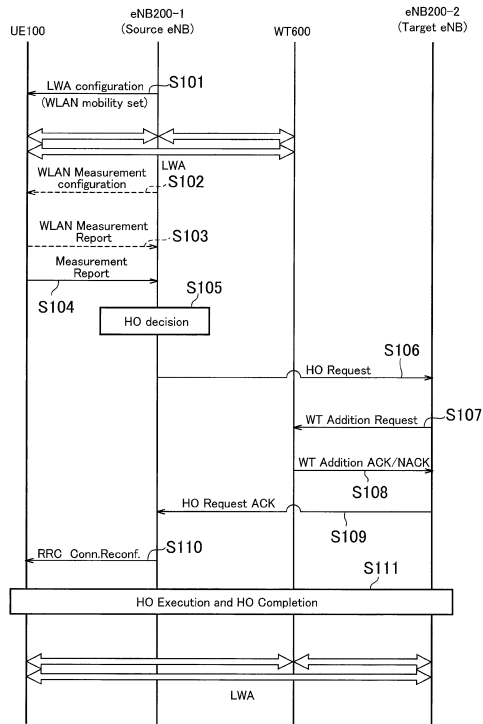 UE100
eNB200-1
(Source eNB)
WT600
eNB200-2
(Target eNB)
LWA configuration
(WLAN mobility set)
S101
LWA
WLAN Measurement
configuration
S102
WLAN Measurement
Report
S103
Measurement
Report
S104
S105
HO decision
S106
HO Request
S107
WT Addition Request
WT Addition ACK/NACK
S108
HO Request ACK
S109
RRC Conn.Reconf.
S110
S111
HO Execution and HO Completion
LWA